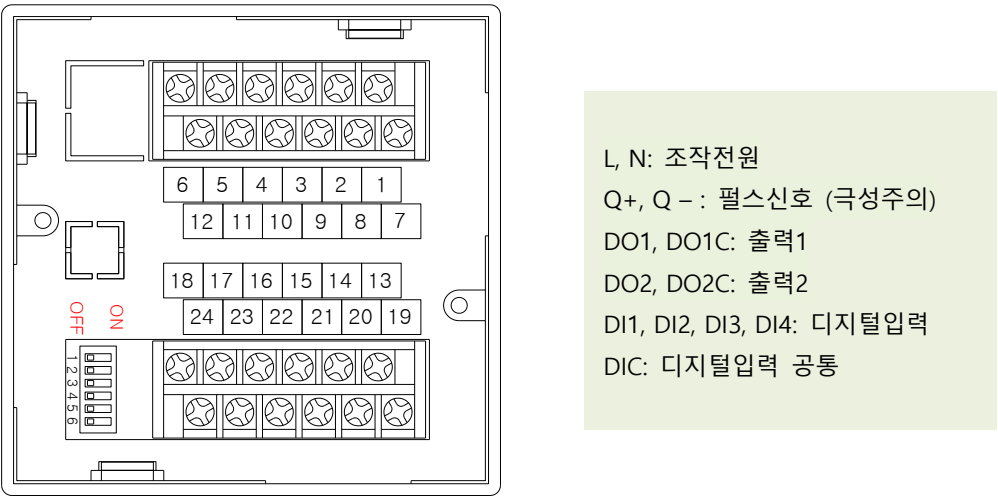 6 5 4 3 2 1
12 11 10 9 8 7
18 17 16 15 14 13
24 23 22 21 20 19
OFF ON
1 2 3 4 5 6
L, N: 조작전원
Q+, Q – : 펄스신호 (극성주의)
DO1, DO1C: 출력1
DO2, DO2C: 출력2
DI1, DI2, DI3, DI4: 디지털입력
DIC: 디지털입력 공통